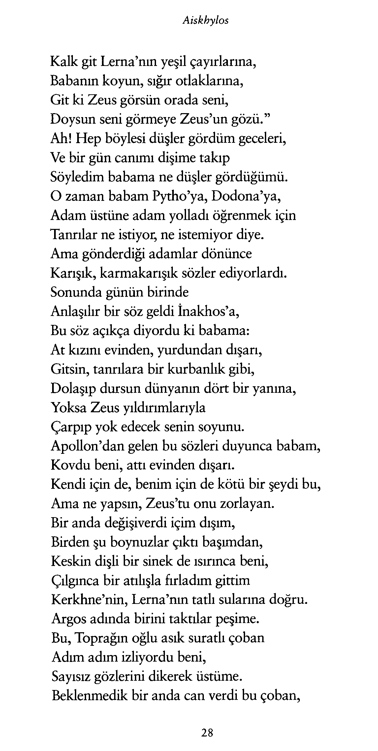 Aiskhylos
Kalk git Lerna'nın yeşil çayırlarına,
Babanın koyun, sığır otlaklarına,
Git ki Zeus görsün orada seni,
Doysun seni görmeye Zeus'un gözü."
Ah! Hep böylesi düşler gördüm geceleri,
Ve bir gün canımı dişime takıp
Söyledim babama ne düşler gördüğümü.
O zaman babam Pytho'ya, Dodona'ya,
Adam üstüne adam yolladı öğrenmek için
Tanrılar ne istiyor, ne istemiyor diye.
Ama gönderdiği adamlar dönünce
Karışık, karmakarışık sözler ediyorlardı.
Sonunda günün birinde
Anlaşılır bir söz geldi İnakhos'a,
Bu söz açıkça diyordu ki babama:
At kızını evinden, yurdundan dışarı,
Gitsin, tanrılara bir kurbanlık gibi,
Dolaşıp dursun dünyanın dört bir yanına,
Yoksa Zeus yıldırımlarıyla
Çarpıp yok edecek senin soyunu.
Apollon'dan gelen bu sözleri duyunca babam,
Kovdu beni, attı evinden dışarı.
Kendi için de, benim için de kötü bir şeydi bu,
Ama ne yapsın, Zeus'tu onu zorlayan.
Bir anda değişiverdi içim dışım,
Birden şu boynuzlar çıktı başımdan,
Keskin dişli bir sinek de ısırınca beni,
Çılgınca bir atılışla fırladım gittim
Kerkhne'nin, Lerna'nın tatlı sularına doğru.
Argos adında birini taktılar peşime.
Bu, Toprağın oğlu asık suratlı çoban
Adım adım izliyordu beni,
Sayısız gözlerini dikerek üstüme.
Beklenmedik bir anda can verdi bu çoban,
28